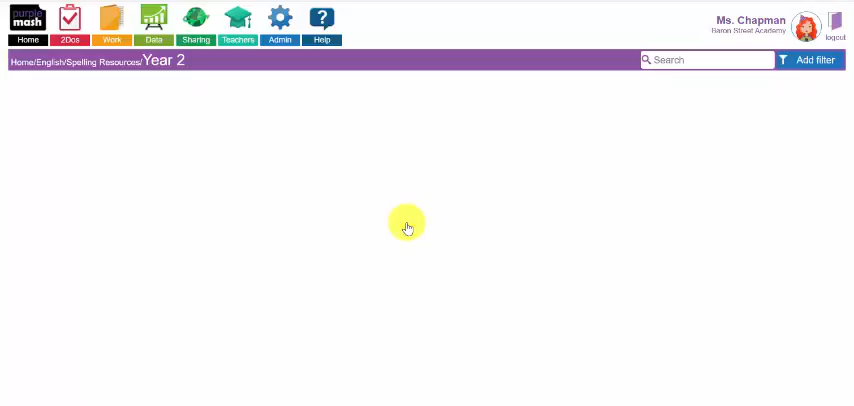 purple
mash
Home 2Dos Work Data Sharing Teachers Admin Help
Ms. Chapman
Baron Street Academy
logout
Home/English/Spelling Resources/Year 2
Search
Add filter